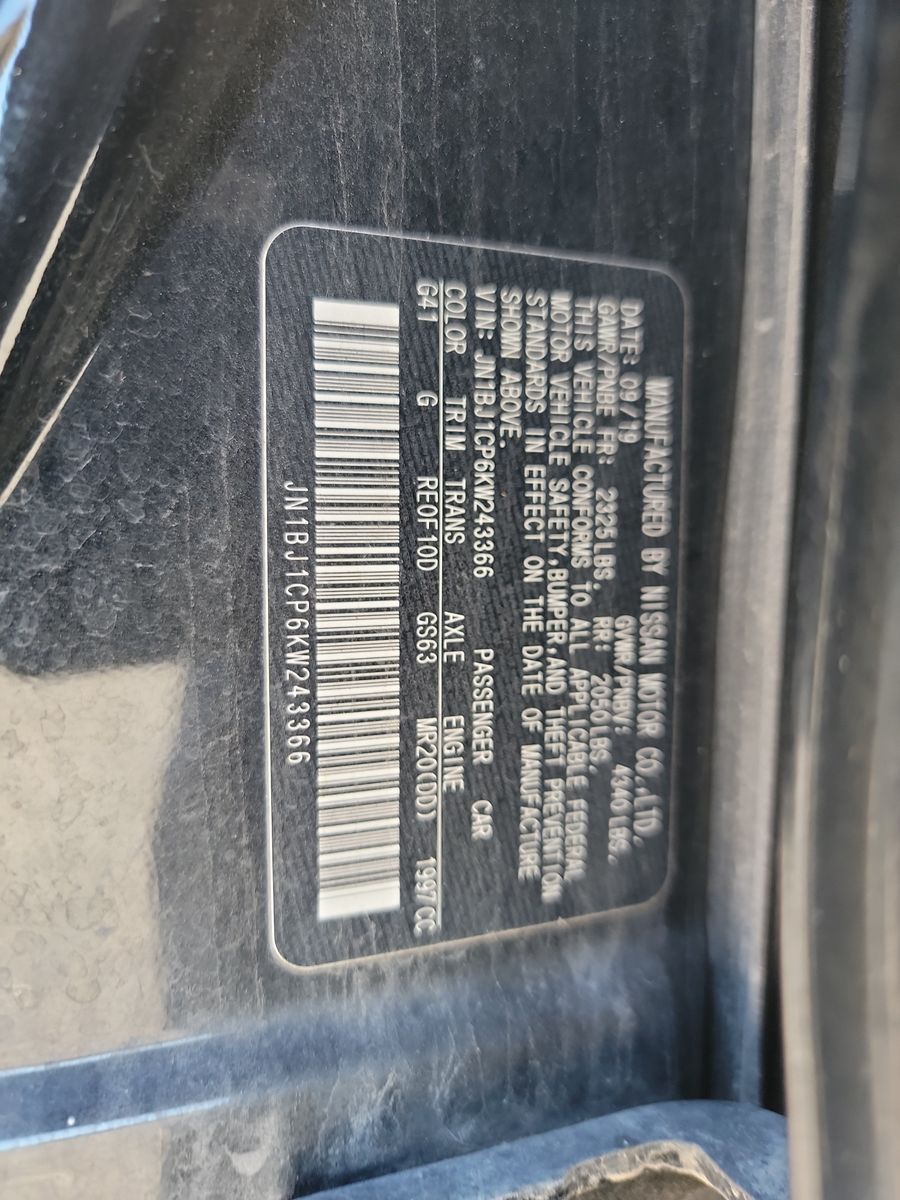 MANUFACTURED BY NISSAN MOTOR CO.,LTD.
DATE: 09/19 GVWR/PNBV: 4340LBS.
GAWR/PNBE FR: 2325LBS, RR: 2050LBS,
THIS VEHICLE CONFORMS TO ALL APPLICABLE FEDERAL
MOTOR VEHICLE SAFETY,BUMPER,AND THEFT PREVENTION
STANDARDS IN EFFECT ON THE DATE OF MANUFACTURE
SHOWN ABOVE.
VIN: JN1BJ1CP6KW243366 PASSENGER CAR
COLOR TRIM TRANS AXLE ENGINE
G41 G RE0F10D GS63 MR20(DD) 1997CC
JN1BJ1CP6KW243366